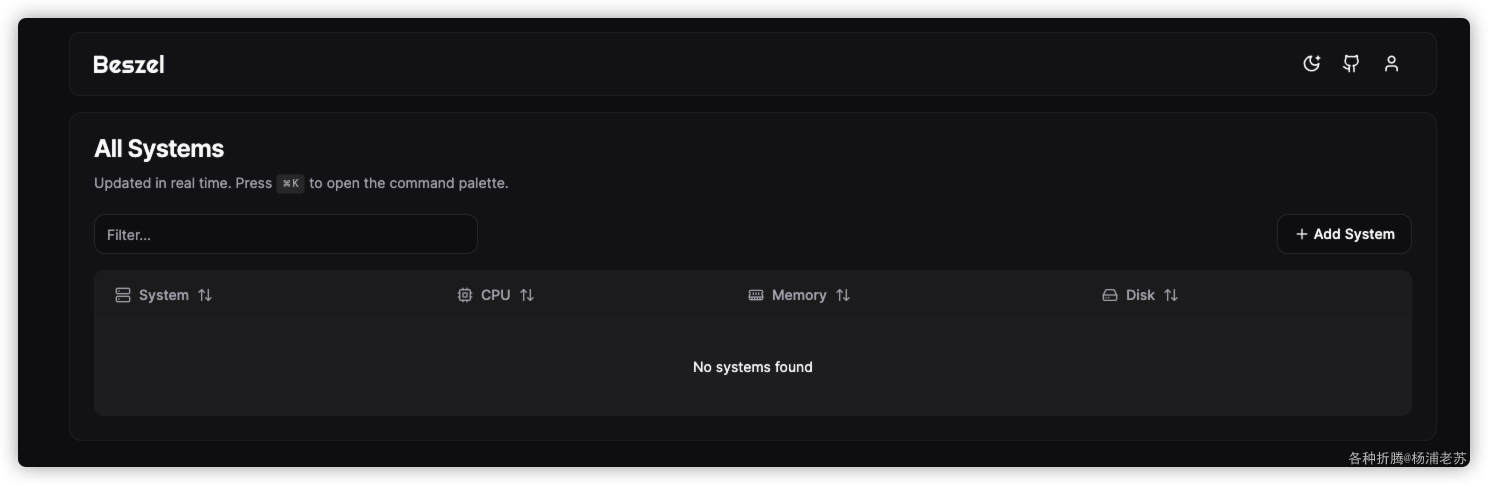 Beszel
All Systems
Updated in real time. Press ⌘K to open the command palette.
Filter...
+ Add System
System CPU Memory Disk
No systems found
各种折腾@杨浦老苏